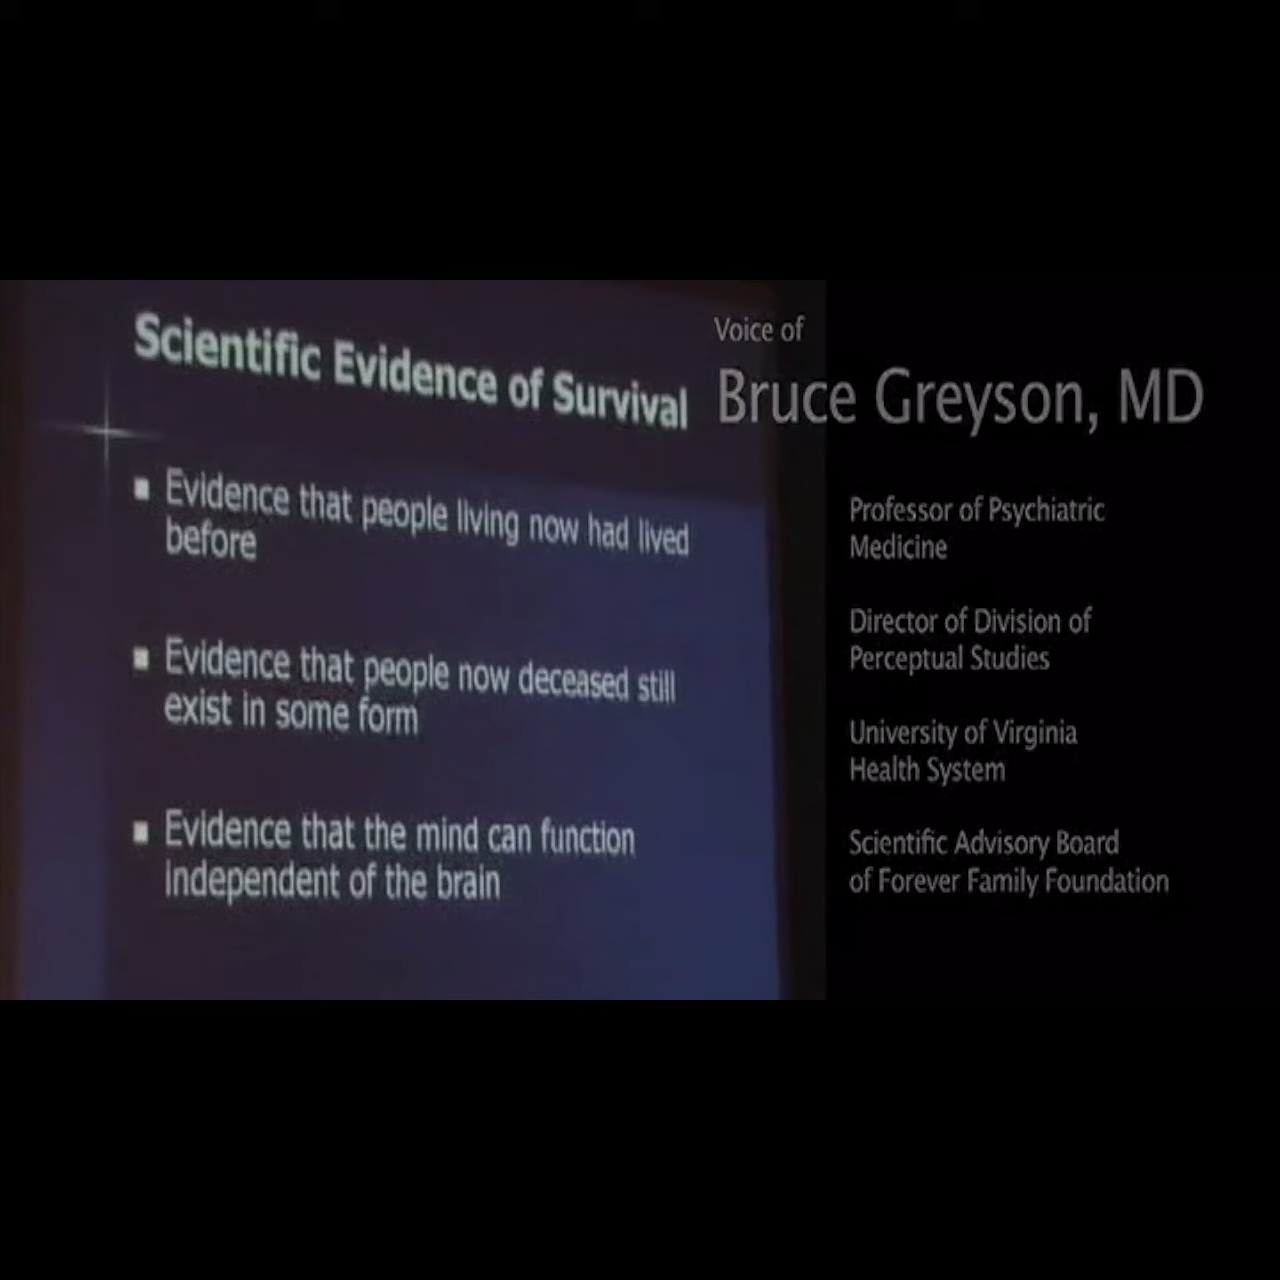 Scientific Evidence of Survival
Evidence that people living now had lived
before
Evidence that people now deceased still
exist in some form
Evidence that the mind can function
independent of the brain
Voice of
Bruce Greyson, MD
Professor of Psychiatric
Medicine
Director of Division of
Perceptual Studies
University of Virginia
Health System
Scientific Advisory Board
of Forever Family Foundation